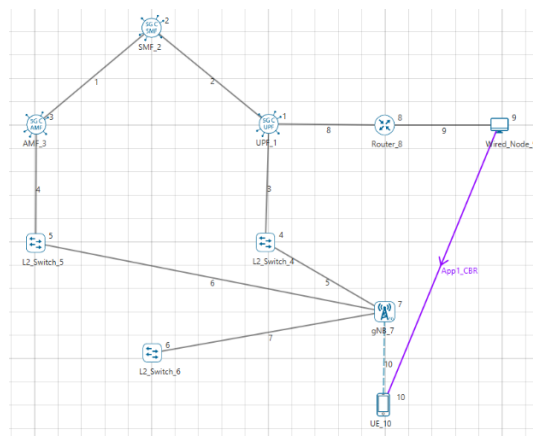 5G C
SMF
2
SMF_2
1
2
5G C
AMF
3
AMF_3
5G C
UPF
1
UPF_1
8
8
Router_8
9
9
Wired_Node_
4
3
5
L2_Switch_5
4
L2_Switch_4
App1_CBR
6
5
7
gNB_7
7
6
L2_Switch_6
10
10
UE_10